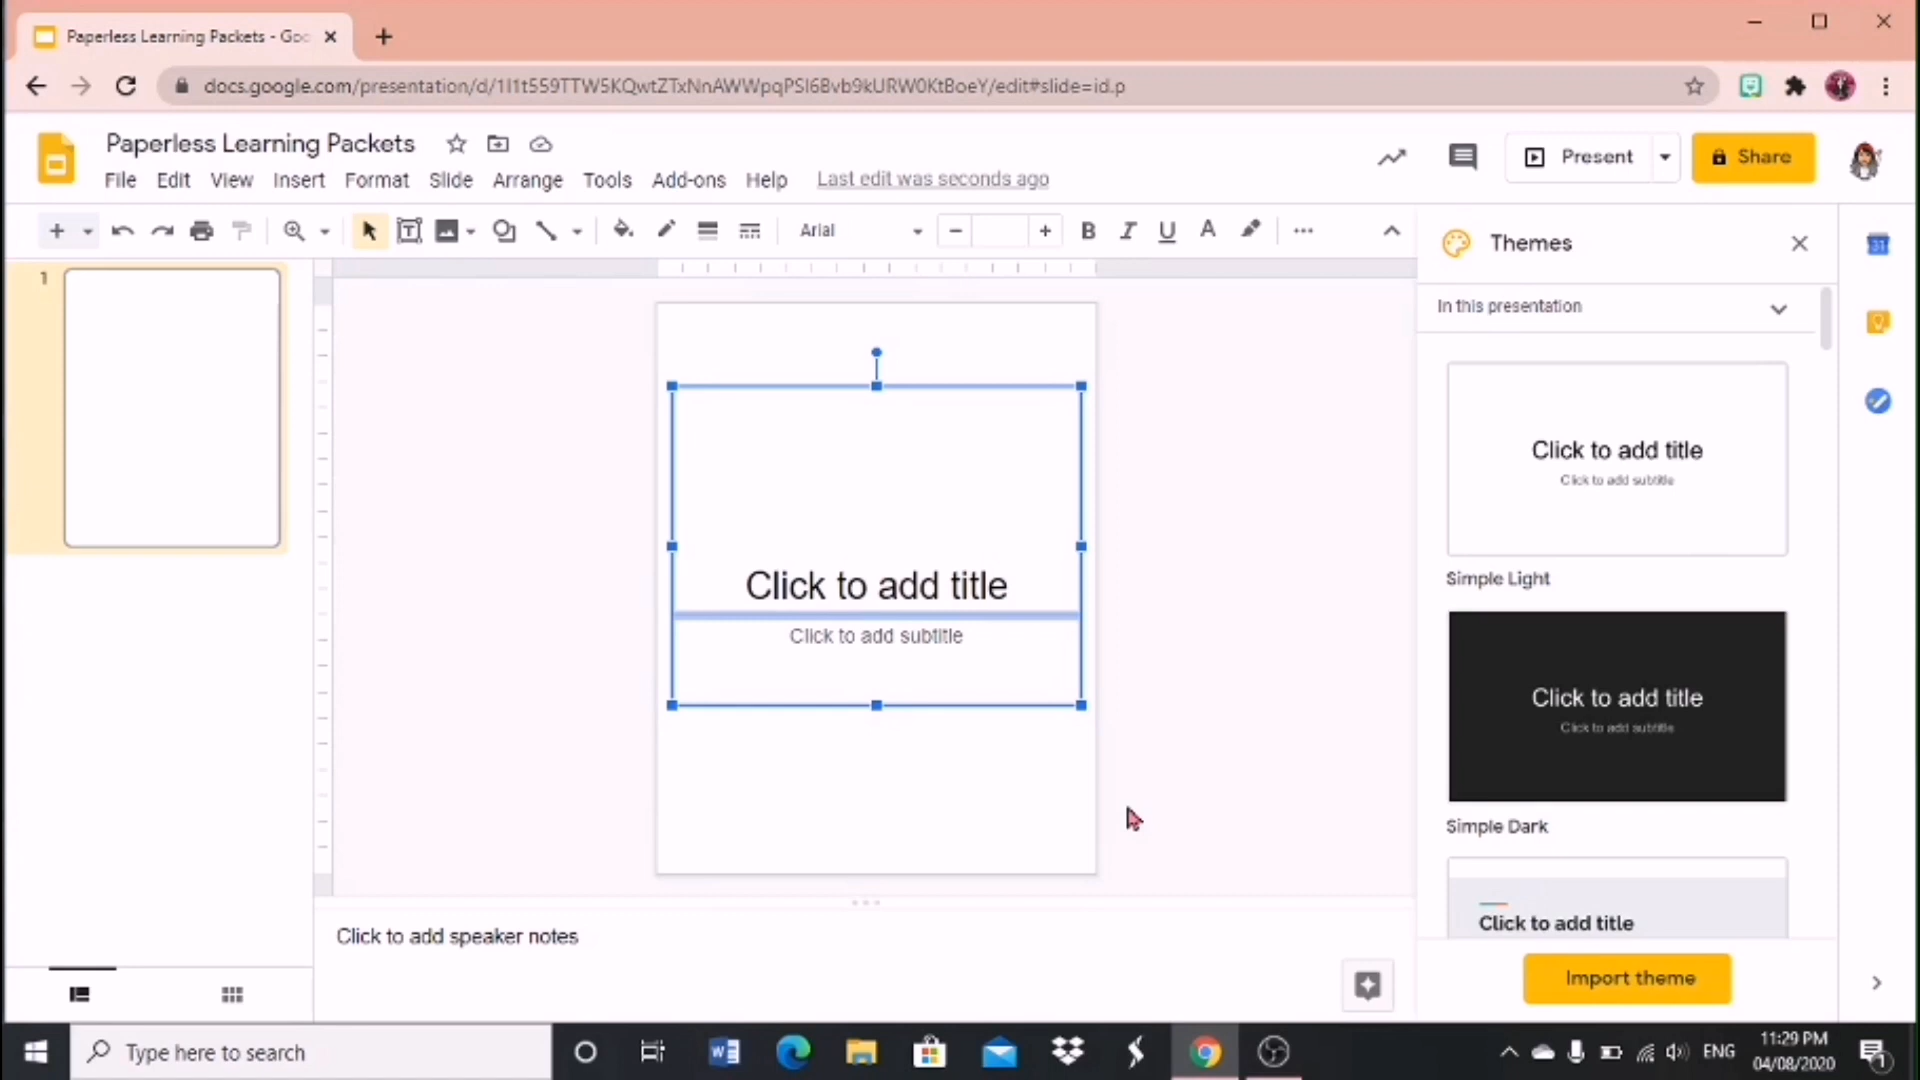 Paperless Learning Packets - Goo
docs.google.com/presentation/d/1I1t559TTW5KQwtZTxNnAWWpqPSI6Bvb9kURW0KtBoeY/edit#slide=id.p
Paperless Learning Packets
Present
Share
File Edit View Insert Format Slide Arrange Tools Add-ons Help Last edit was seconds ago
Arial
B I U A
Themes
1
In this presentation
31
Click to add title
Click to add subtitle
Simple Light
Click to add title
Click to add subtitle
Click to add title
Click to add subtitle
Simple Dark
Click to add title
Click to add speaker notes
Import theme
Type here to search
ENG
11:29 PM
04/08/2020
1